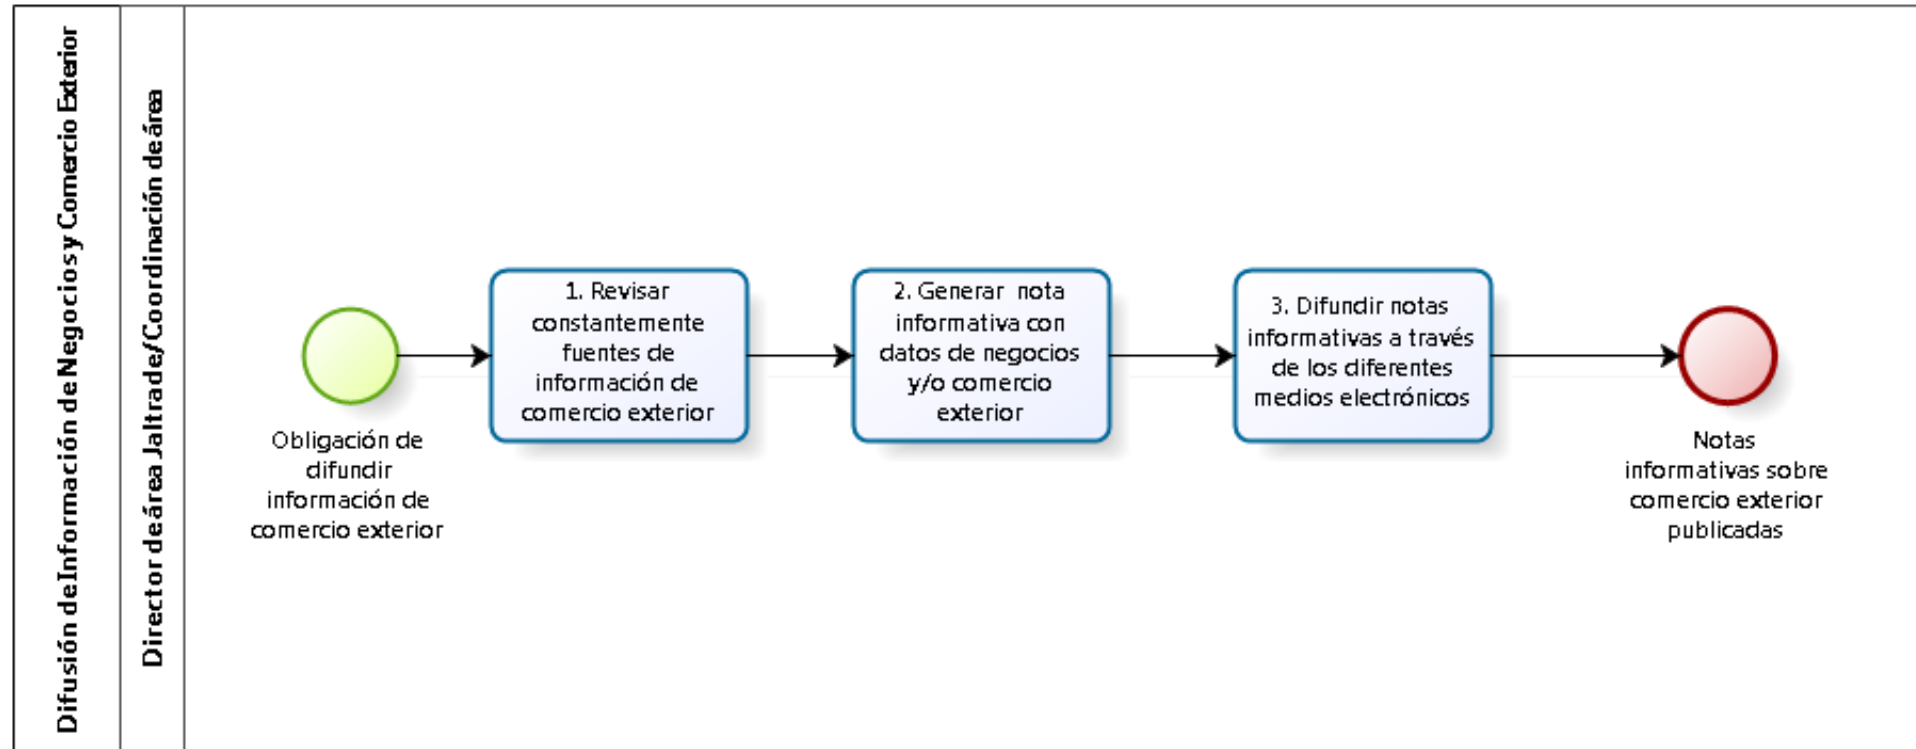 Difusión de Información de Negocios y Comercio Exterior
Director de área Jaltrade/Coordinación de área
Obligación de
difundir
información de
comercio exterior
1. Revisar
constantemente
fuentes de
información de
comercio exterior
2. Generar nota
informativa con
datos de negocios
y/o comercio
exterior
3. Difundir notas
informativas a través
de los diferentes
medios electrónicos
Notas
informativas sobre
comercio exterior
publicadas